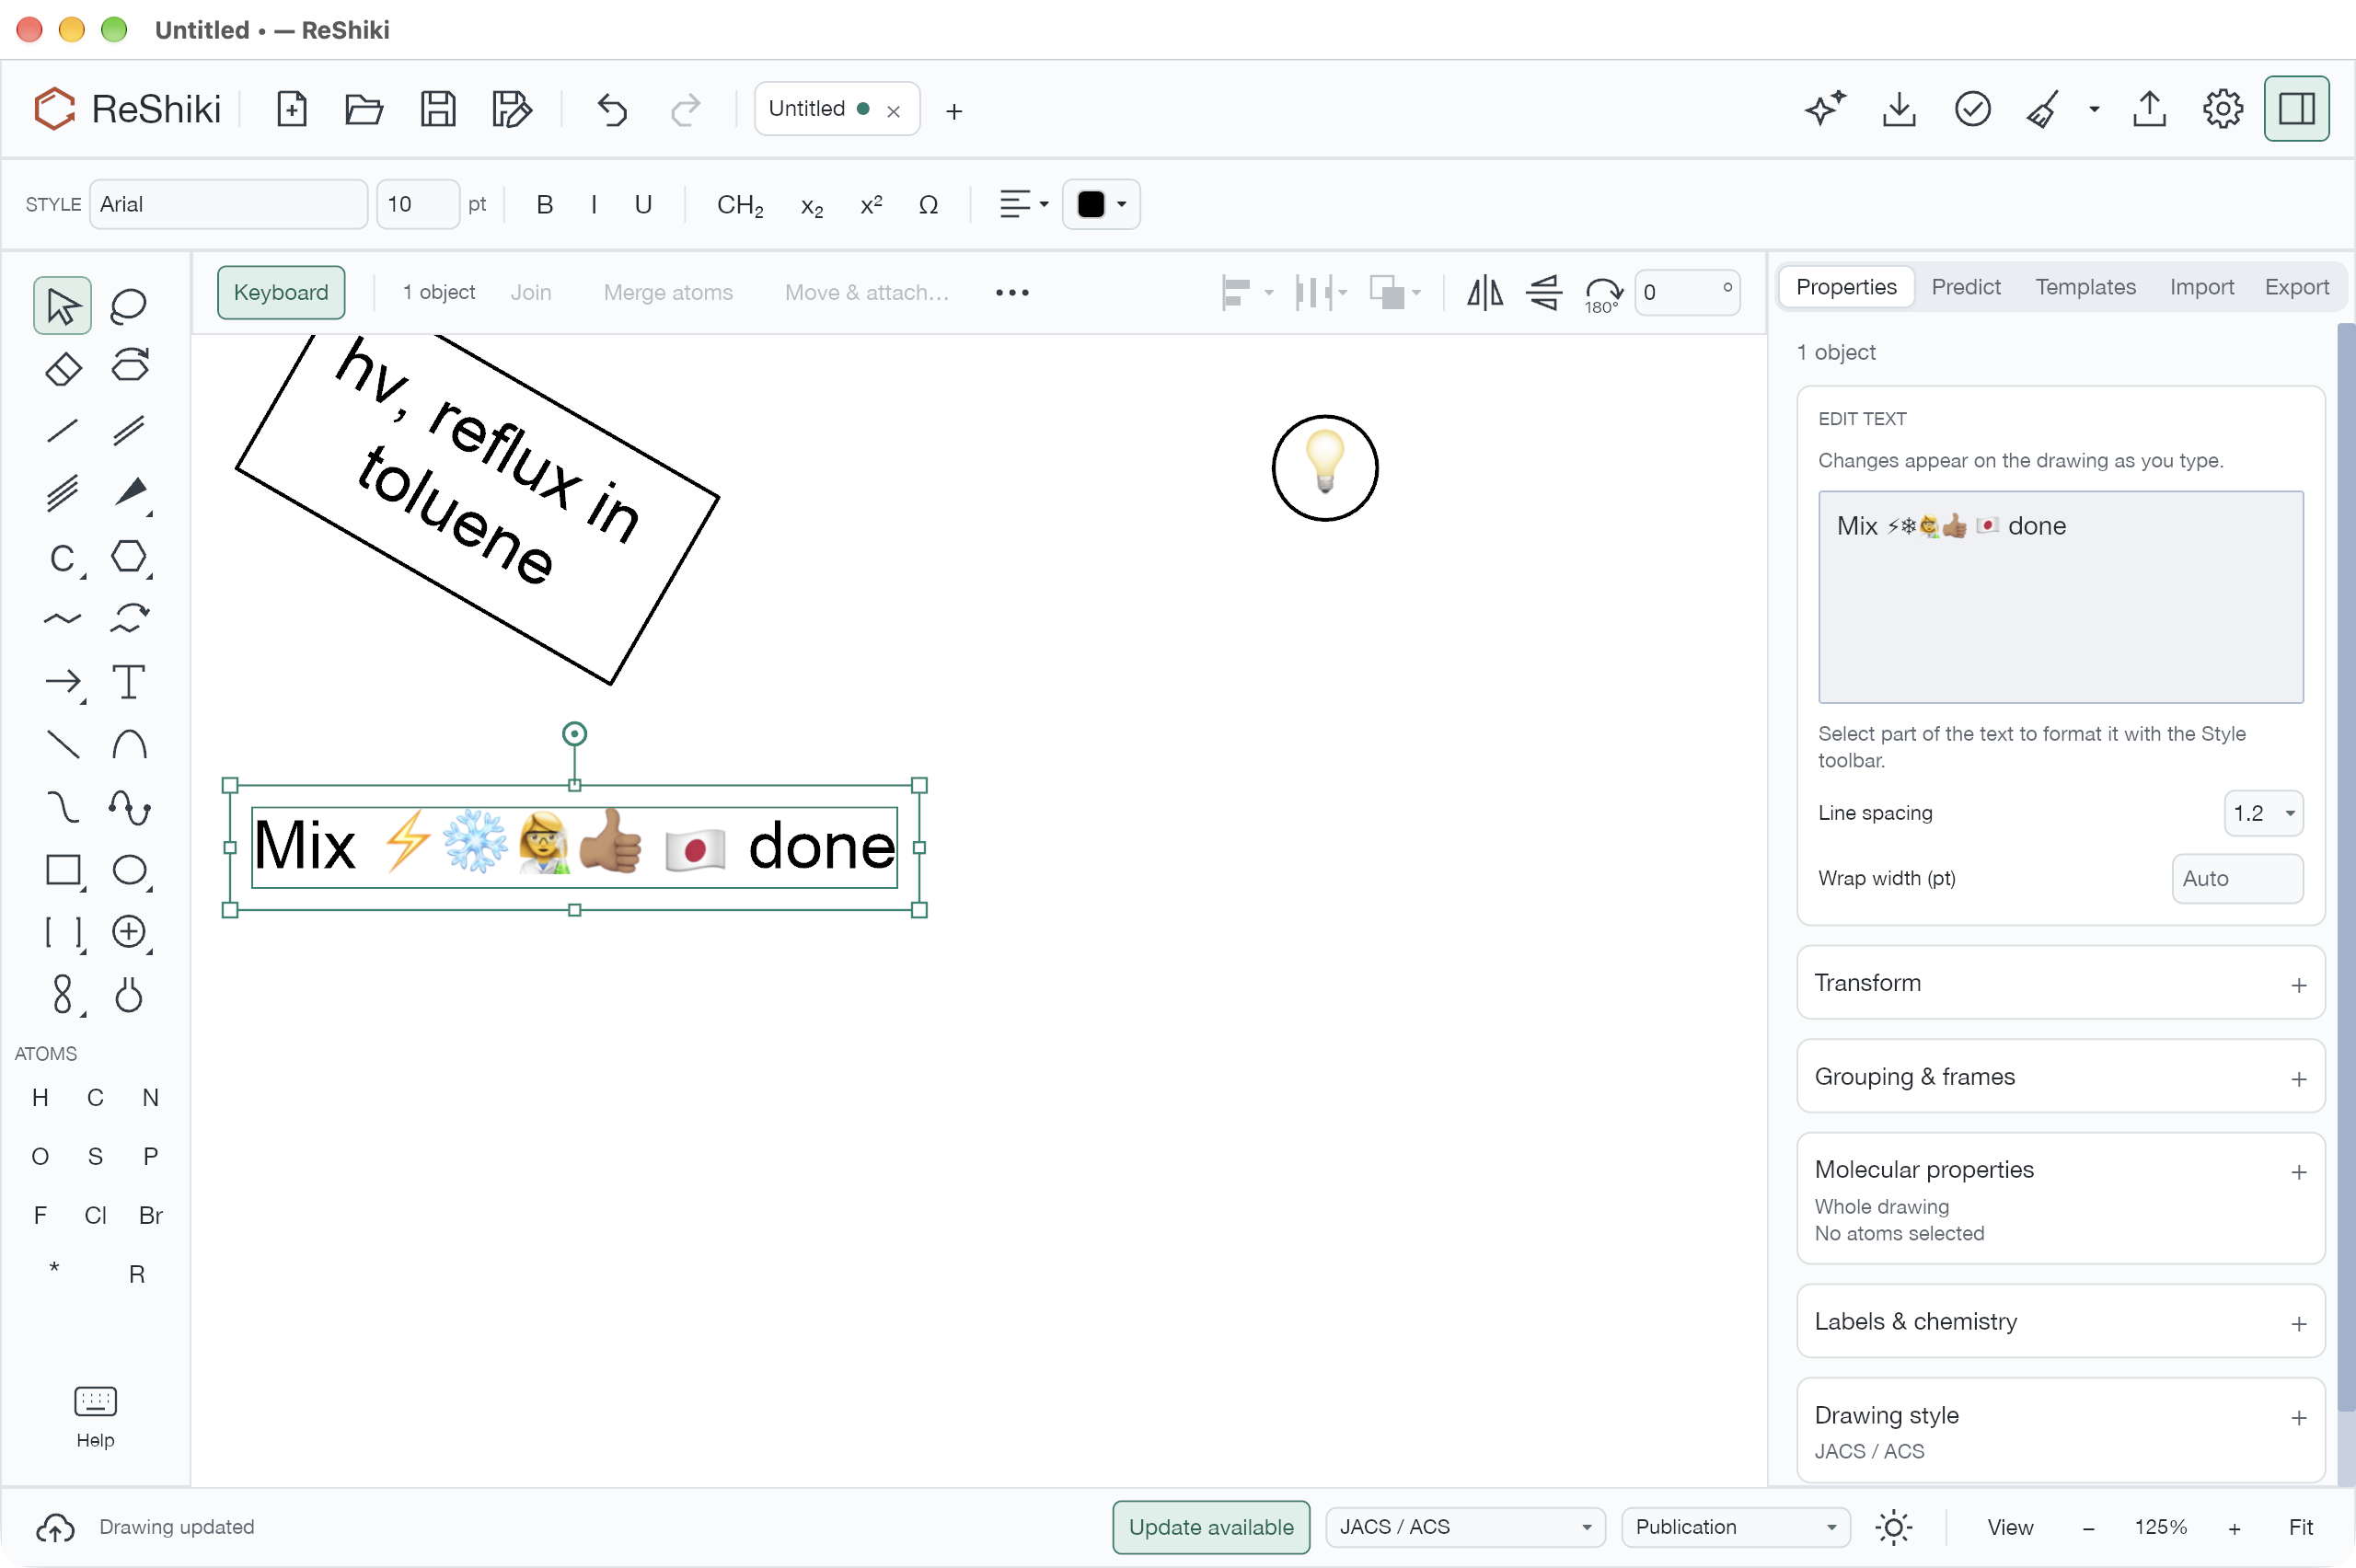 Untitled • — ReShiki
ReShiki
Untitled
STYLE Arial 10 pt B I U CH₂ x₂ x² Ω
Keyboard 1 object Join Merge atoms Move & attach... 180° 0 °
Properties Predict Templates Import Export
hv, reflux in
toluene
💡
Mix ⚡❄️👩‍🔬👍🏽 🇯🇵 done
C
T
ATOMS
H C N
O S P
F Cl Br
* R
Help
1 object
EDIT TEXT
Changes appear on the drawing as you type.
Mix ⚡❄👩‍🔬👍🏽 🇯🇵 done
Select part of the text to format it with the Style
toolbar.
Line spacing 1.2
Wrap width (pt) Auto
Transform +
Grouping & frames +
Molecular properties +
Whole drawing
No atoms selected
Labels & chemistry +
Drawing style +
JACS / ACS
Drawing updated Update available JACS / ACS Publication View – 125% + Fit